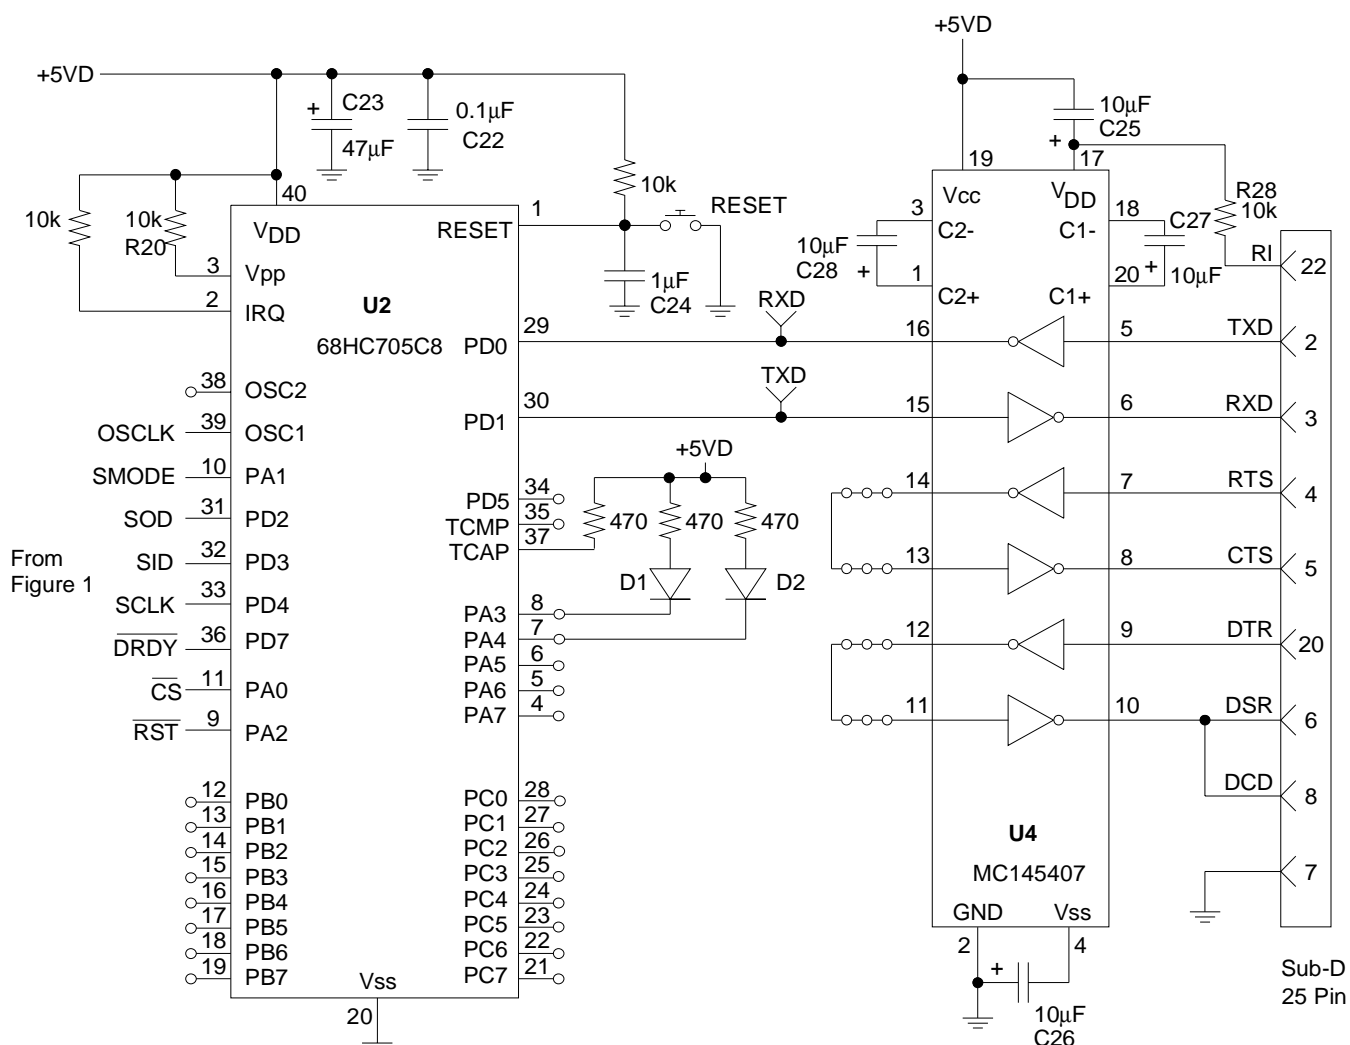 +5VD
C23
47µF
0.1µF
C22
10k
10k
R20
10k
40
1
RESET
RESET
1µF
C24
VDD
3
Vpp
2
IRQ
U2
68HC705C8
29
PD0
RXD
30
PD1
TXD
38
OSC2
OSCLK
39
OSC1
SMODE
10
PA1
SOD
31
PD2
SID
32
PD3
SCLK
33
PD4
DRDY
36
PD7
CS
11
PA0
RST
9
PA2
From
Figure 1
34
PD5
35
TCMP
37
TCAP
+5VD
470
470
470
D1
D2
8
PA3
7
PA4
6
PA5
5
PA6
4
PA7
12
PB0
13
PB1
14
PB2
15
PB3
16
PB4
17
PB5
18
PB6
19
PB7
28
PC0
27
PC1
26
PC2
25
PC3
24
PC4
23
PC5
22
PC6
21
PC7
Vss
20
+5VD
10µF
C25
+
19
17
Vcc
VDD
3
C2-
10µF
C28
+
1
C2+
18
C1-
C27
20
C1+
+
10µF
R28
10k
RI
22
16
5
TXD
2
15
6
RXD
3
14
7
RTS
4
13
8
CTS
5
12
9
DTR
20
11
10
DSR
6
DCD
8
7
U4
MC145407
GND
Vss
2
4
+
10µF
C26
Sub-D
25 Pin
+